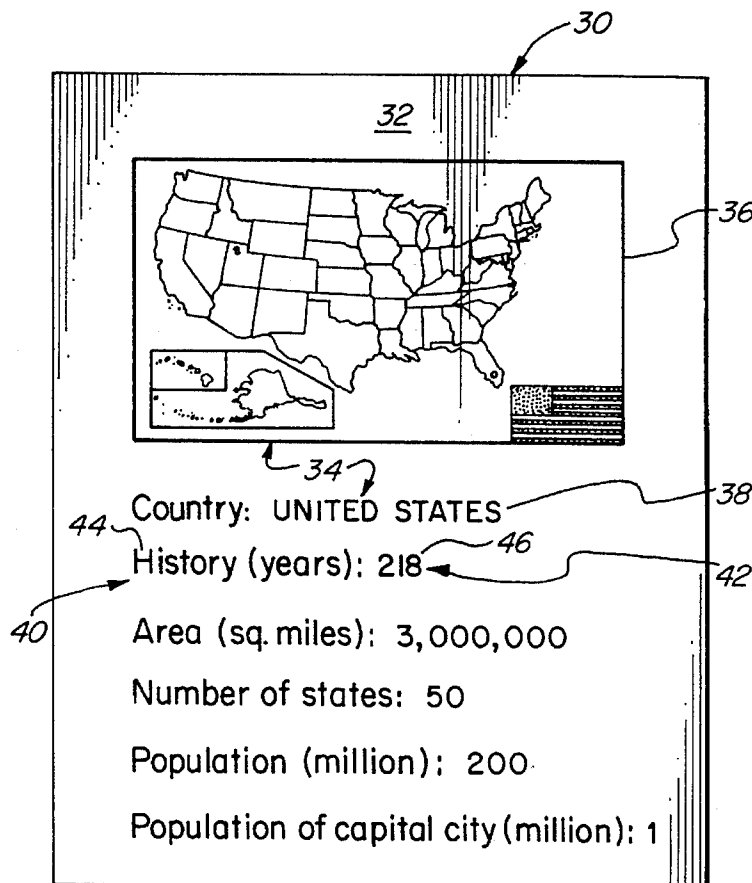 30
32
36
34
Country: UNITED STATES 38
44 46
History (years): 218 42
40
Area (sq. miles): 3,000,000
Number of states: 50
Population (million): 200
Population of capital city (million): 1